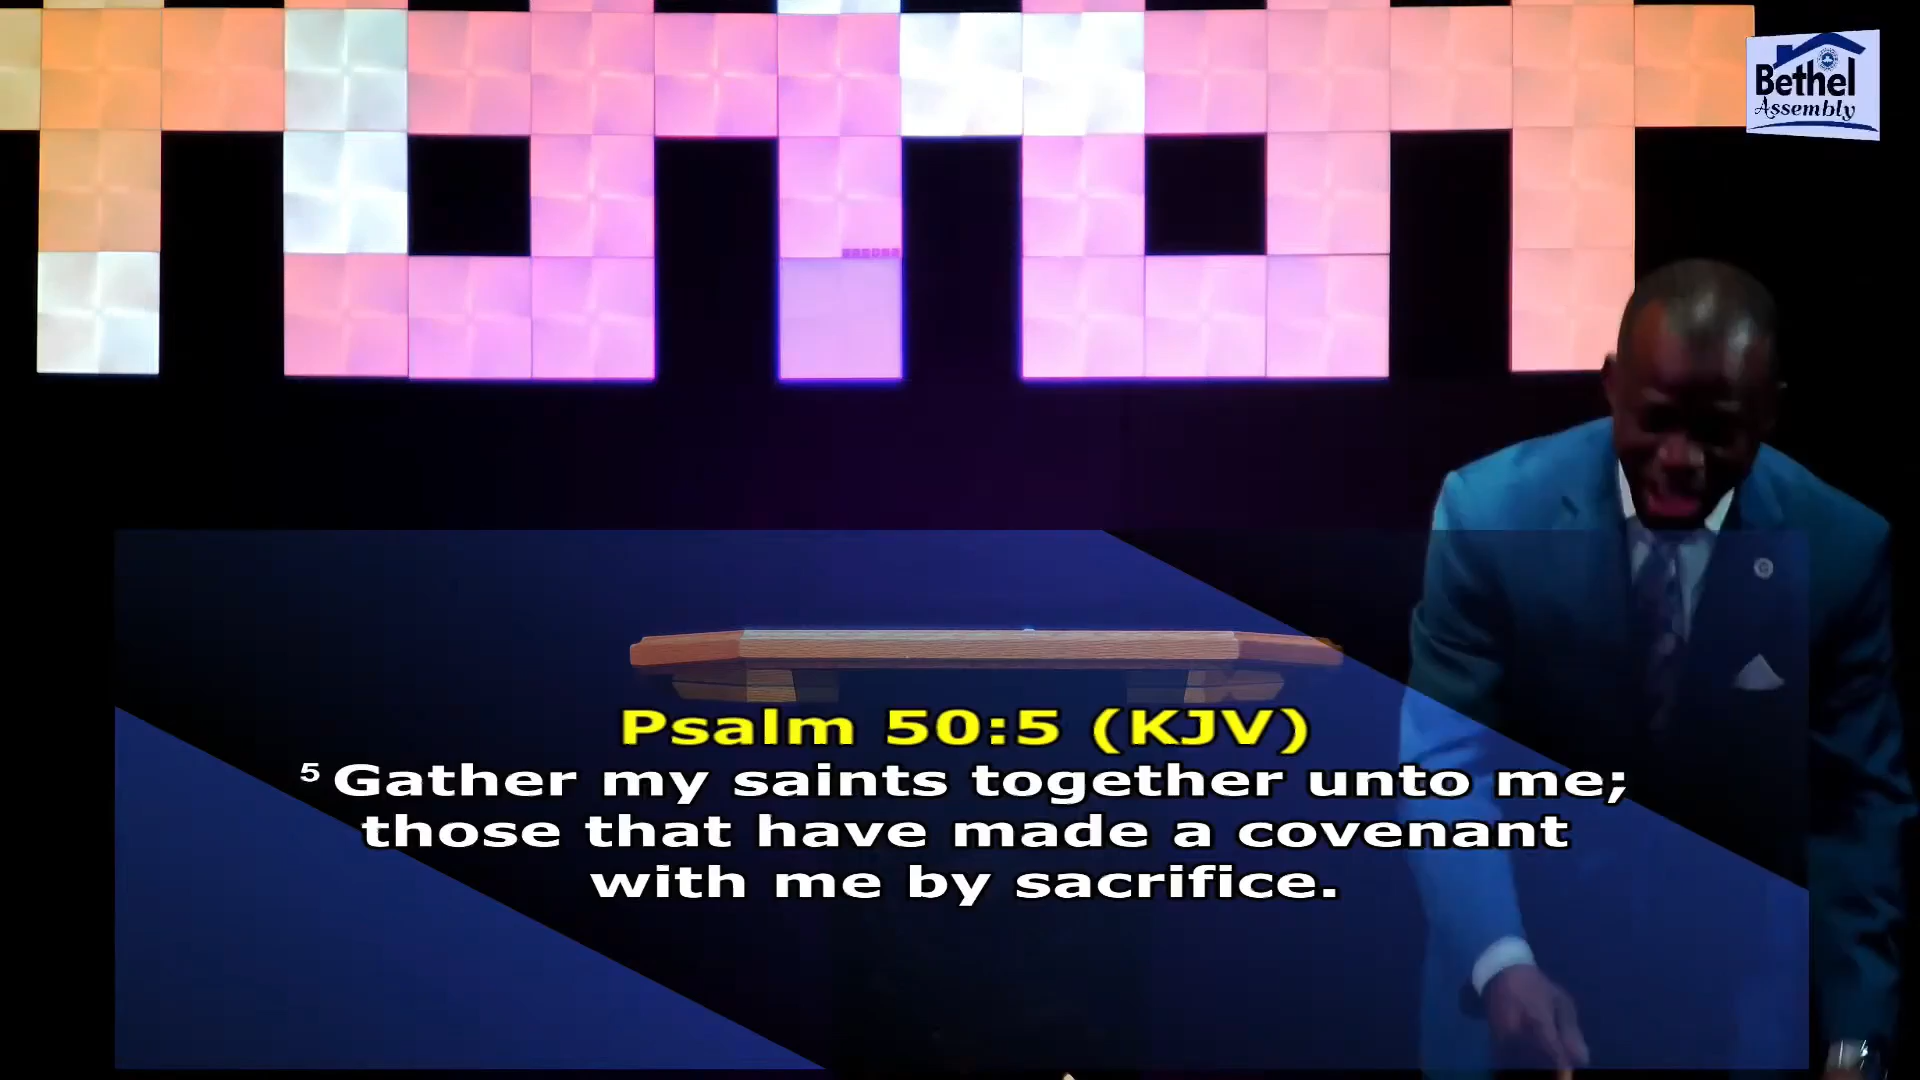 Bethel
Assembly
Psalm 50:5 (KJV)
⁵ Gather my saints together unto me;
those that have made a covenant
with me by sacrifice.